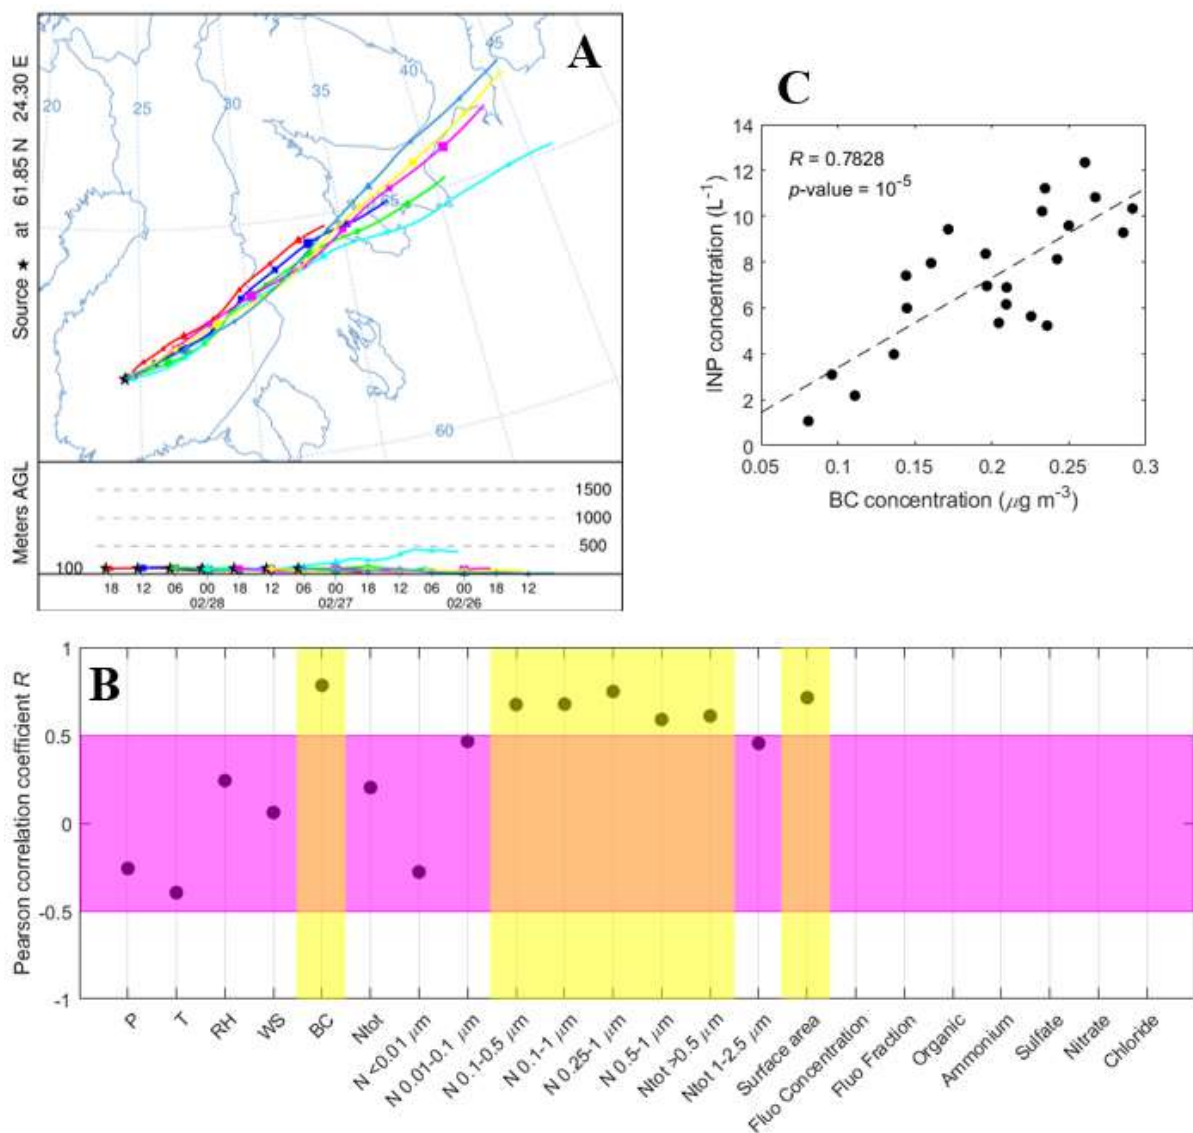 A
Source ★ at 61.85 N 24.30 E
20
25
30
35
40
45
55
60
Meters AGL
1500
1000
500
100
18 12 06 00 18 12 06 00 18 12 06 00 18 12
02/28 02/27 02/26
C
R = 0.7828
p-value = 10⁻⁵
INP concentration (L⁻¹)
14
12
10
8
6
4
2
0
0.05 0.1 0.15 0.2 0.25 0.3
BC concentration (μg m⁻³)
B
Pearson correlation coefficient R
1
0.5
0
-0.5
-1
P
T
RH
WS
BC
Ntot
N <0.01 μm
N 0.01-0.1 μm
N 0.1-0.5 μm
N 0.1-1 μm
N 0.25-1 μm
N 0.5-1 μm
Ntot >0.5 μm
Ntot 1-2.5 μm
Surface area
Fluo Concentration
Fluo Fraction
Organic
Ammonium
Sulfate
Nitrate
Chloride